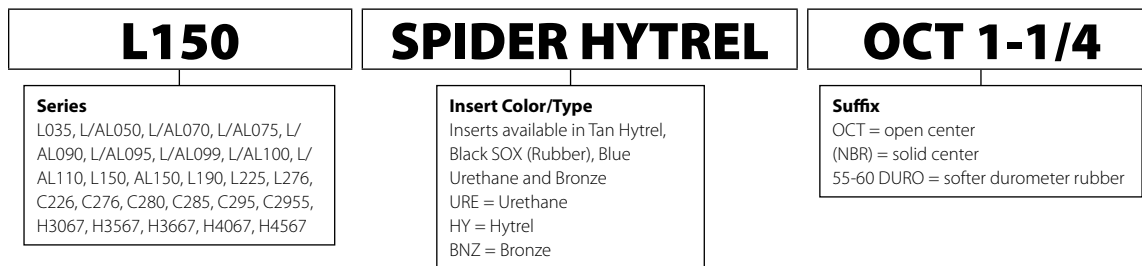 L150
SPIDER HYTREL
OCT 1-1/4
Series
L035, L/AL050, L/AL070, L/AL075, L/
AL090, L/AL095, L/AL099, L/AL100, L/
AL110, L150, AL150, L190, L225, L276,
C226, C276, C280, C285, C295, C2955,
H3067, H3567, H3667, H4067, H4567
Insert Color/Type
Inserts available in Tan Hytrel,
Black SOX (Rubber), Blue
Urethane and Bronze
URE = Urethane
HY = Hytrel
BNZ = Bronze
Suffix
OCT = open center
(NBR) = solid center
55-60 DURO = softer durometer rubber